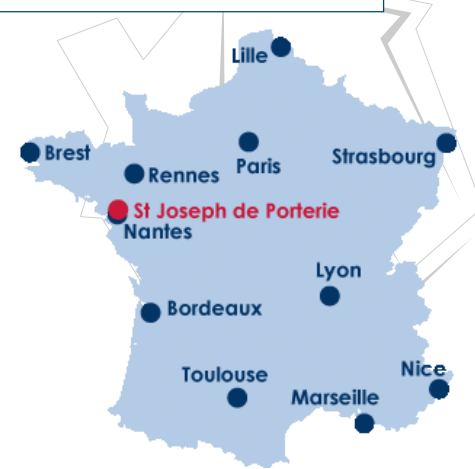 Lille
Brest
Paris
Strasbourg
Rennes
St Joseph de Porterie
Nantes
Lyon
Bordeaux
Nice
Toulouse
Marseille